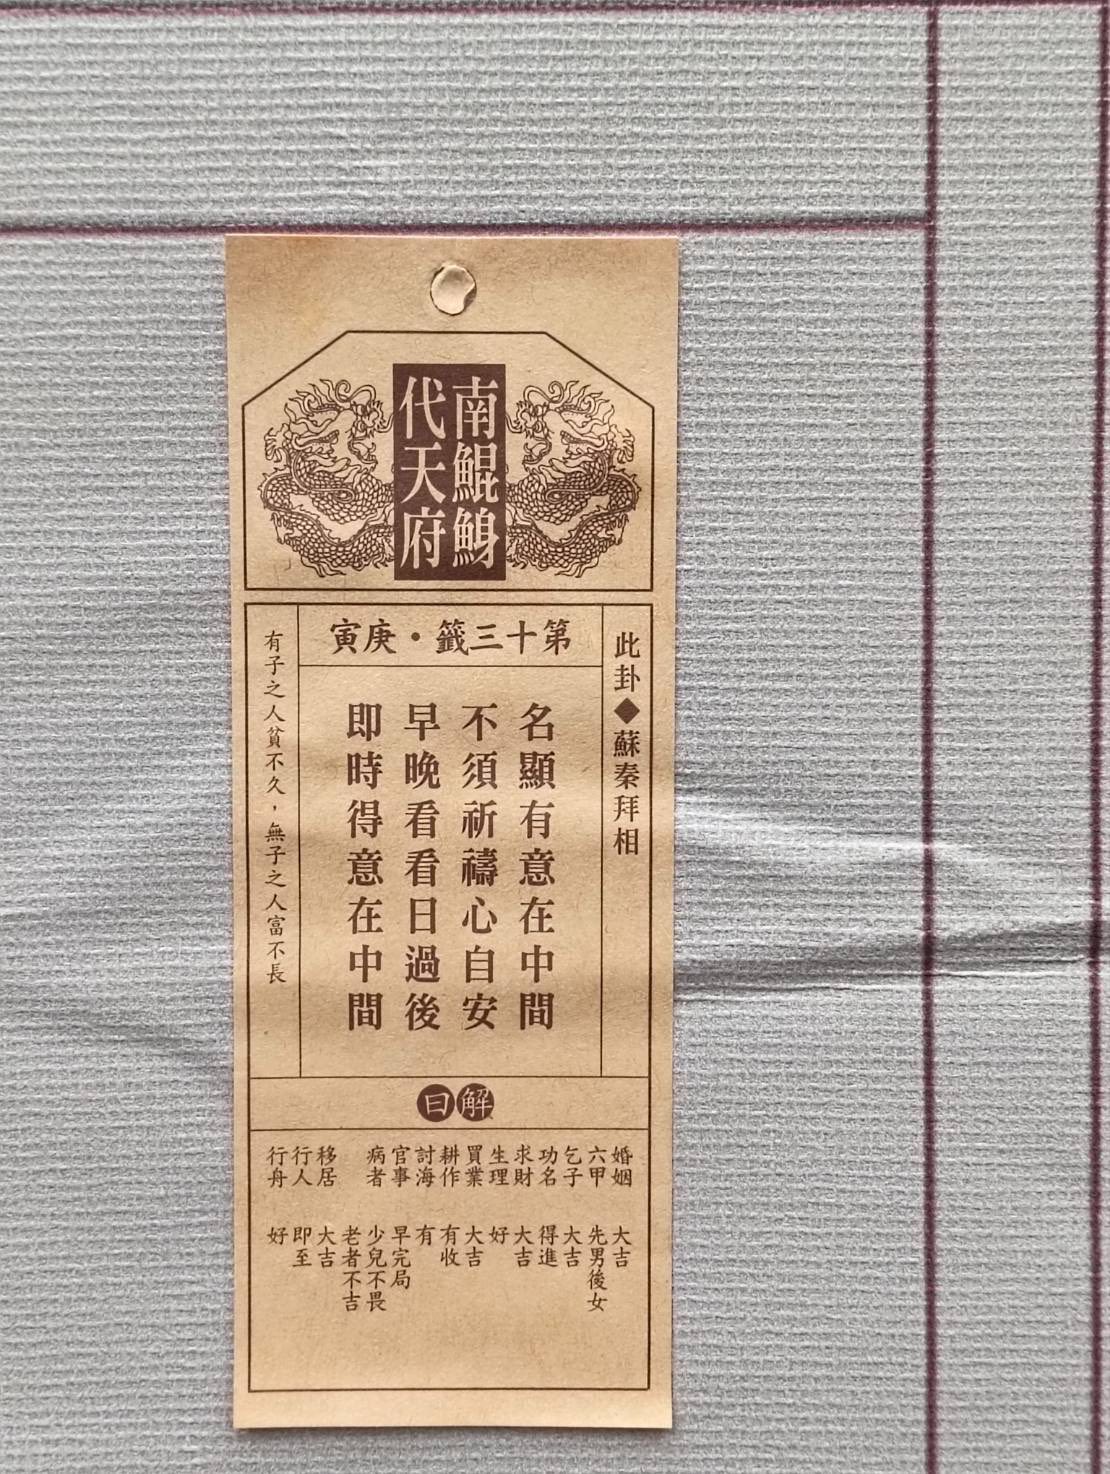 南鯤鯓
代天府
第十三籤・庚寅
此卦◆蘇秦拜相
名顯有意在中間
不須祈禱心自安
早晚看看日過後
即時得意在中間
有子之人貧不久，無子之人富不長
解曰
婚姻 大吉
六甲 先男後女
乞子 大吉
功名 得進
求財 大吉
生理 好
買業 大吉
耕作 有收
討海 有
官事 早完局
病者 少兒不畏
老者不吉
移居 大吉
行人 即至
行舟 好